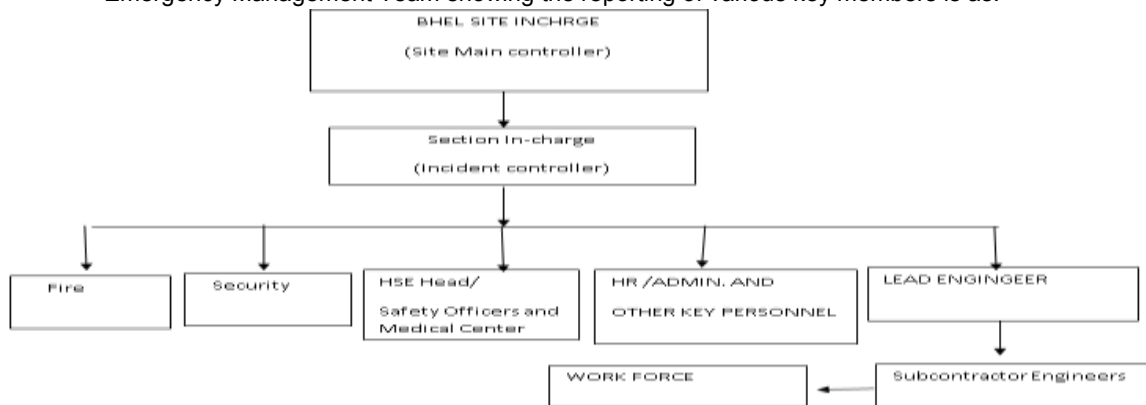 Emergency Management Team showing the reporting of various key members is as:
BHEL SITE INCHRGE
(Site Main controller)
Section In-charge
(Incident controller)
Fire
Security
HSE Head/
Safety Officers and
Medical Center
HR /ADMIN. AND
OTHER KEY PERSONNEL
LEAD ENGINGEER
WORK FORCE
Subcontractor Engineers